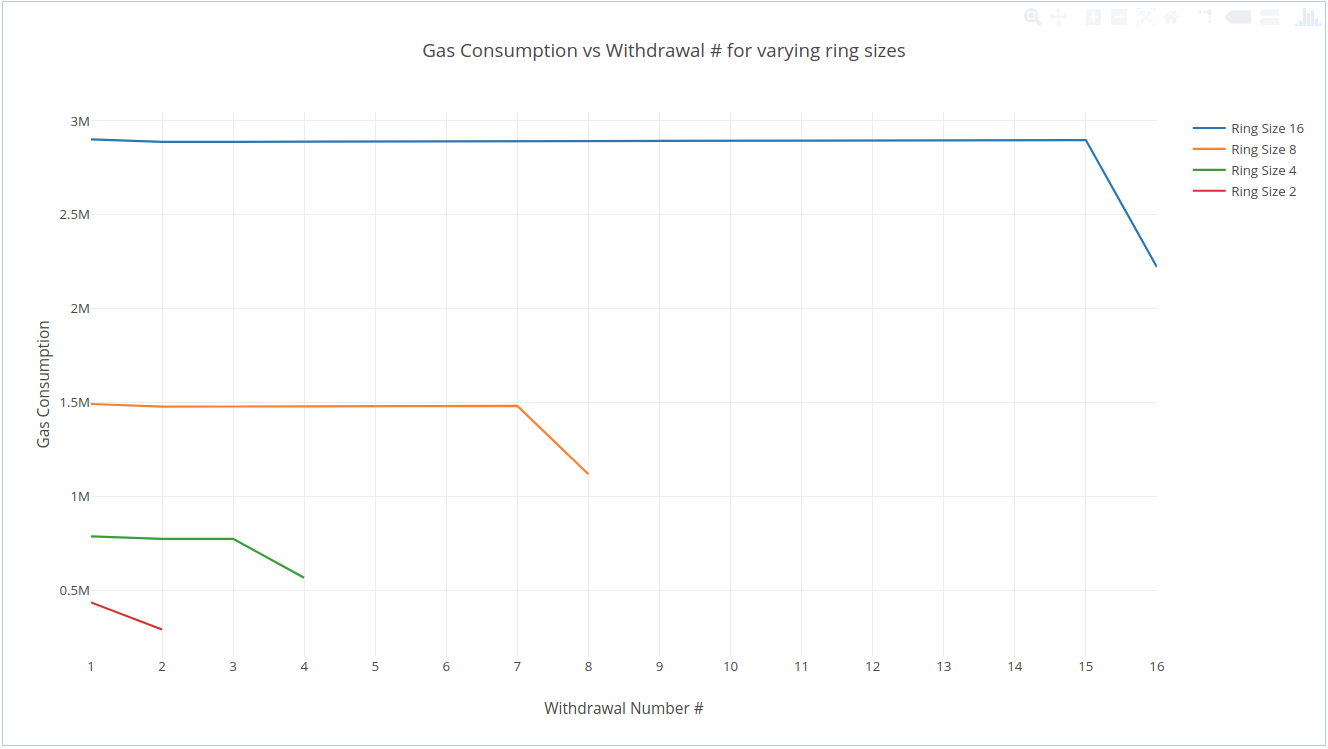 Gas Consumption vs Withdrawal # for varying ring sizes
3M
2.5M
2M
1.5M
1M
0.5M
Gas Consumption
1 2 3 4 5 6 7 8 9 10 11 12 13 14 15 16
Withdrawal Number #
Ring Size 16
Ring Size 8
Ring Size 4
Ring Size 2